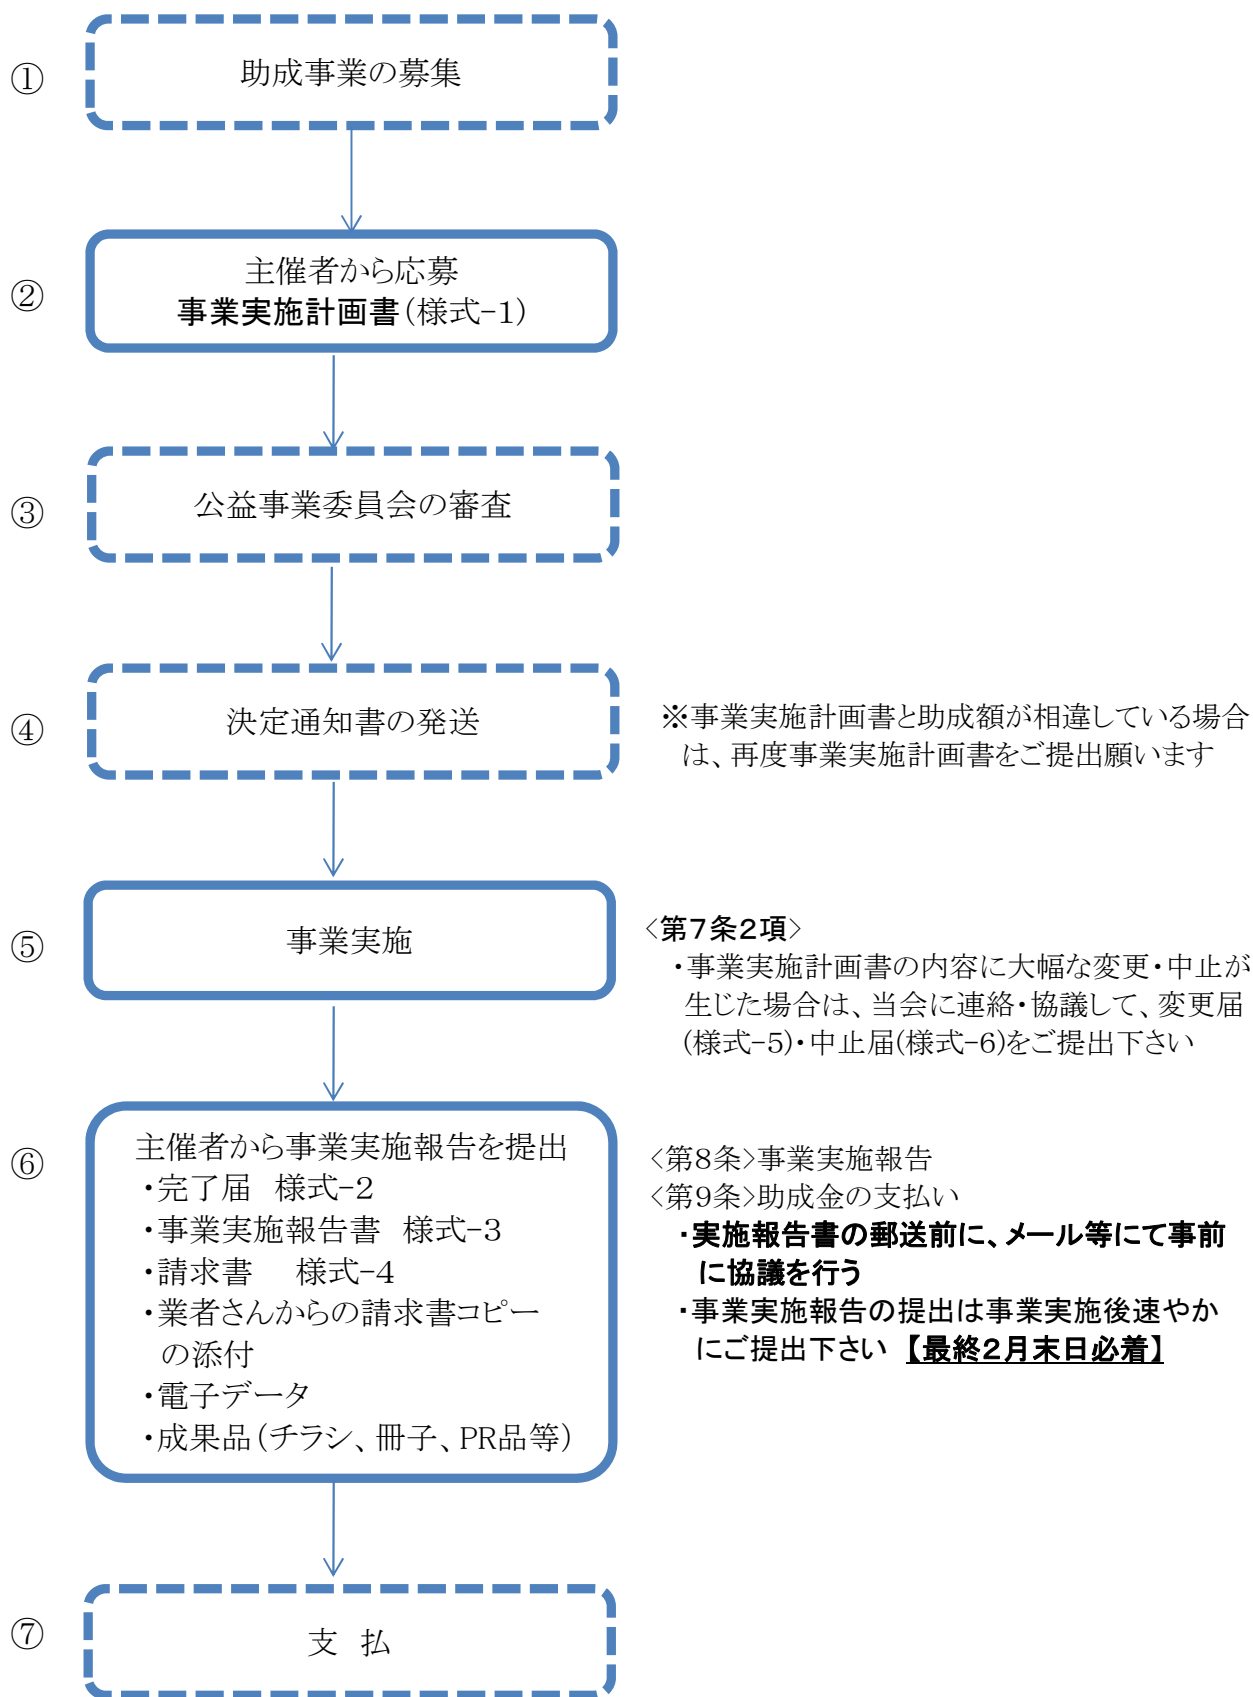 ① 助成事業の募集
② 主催者から応募
事業実施計画書(様式-1)
③ 公益事業委員会の審査
④ 決定通知書の発送
※事業実施計画書と助成額が相違している場合
は、再度事業実施計画書をご提出願います
⑤ 事業実施
<第7条2項>
・事業実施計画書の内容に大幅な変更・中止が
生じた場合は、当会に連絡・協議して、変更届
(様式-5)・中止届(様式-6)をご提出下さい
⑥ 主催者から事業実施報告を提出
・完了届 様式-2
・事業実施報告書 様式-3
・請求書 様式-4
・業者さんからの請求書コピー
の添付
・電子データ
・成果品(チラシ、冊子、PR品等)
<第8条>事業実施報告
<第9条>助成金の支払い
・実施報告書の郵送前に、メール等にて事前
に協議を行う
・事業実施報告の提出は事業実施後速やか
にご提出下さい 【最終2月末日必着】
⑦ 支 払